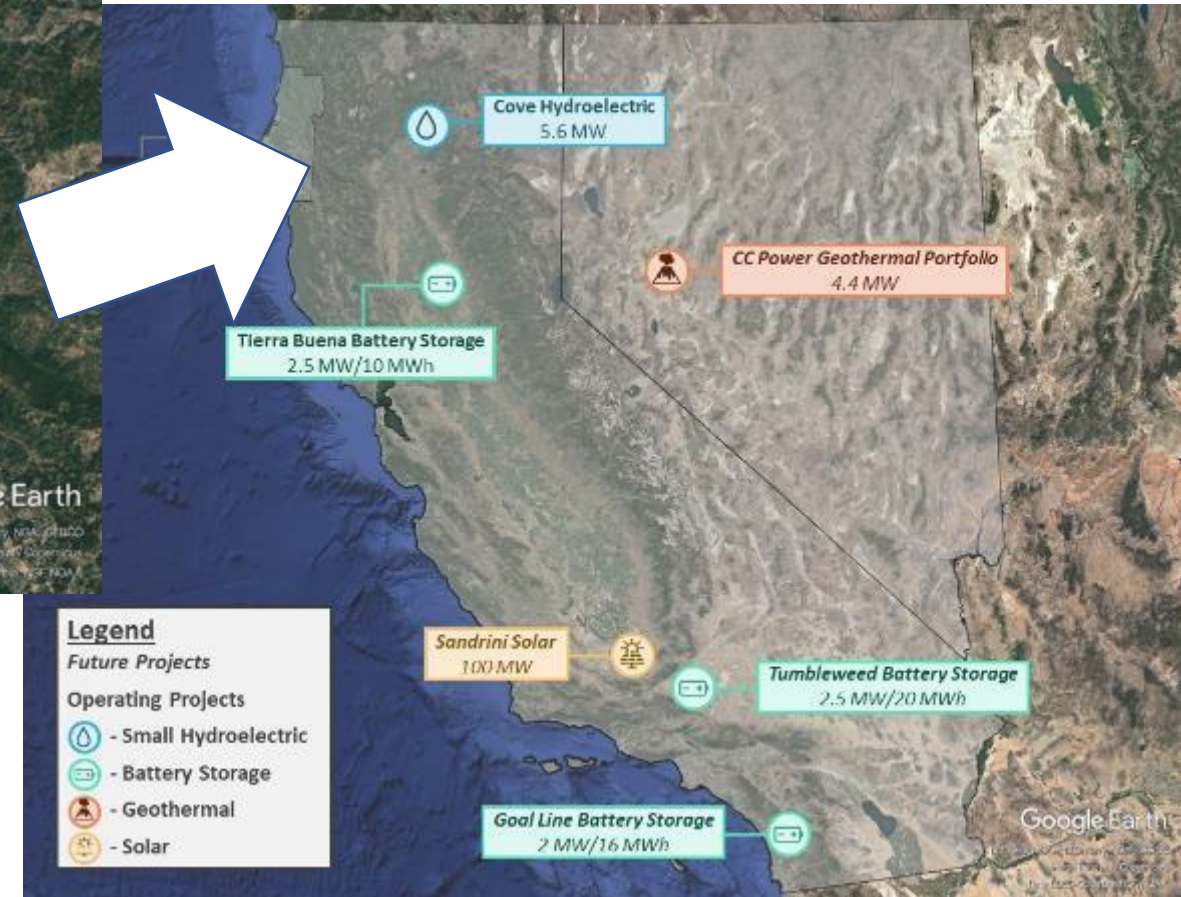 Cove Hydroelectric
5.6 MW
CC Power Geothermal Portfolio
4.4 MW
Tierra Buena Battery Storage
2.5 MW/10 MWh
Earth
Sandrini Solar
100 MW
Tumbleweed Battery Storage
2.5 MW/20 MWh
Goal Line Battery Storage
2 MW/16 MWh
Google Earth
Legend
Future Projects
Operating Projects
- Small Hydroelectric
- Battery Storage
- Geothermal
- Solar